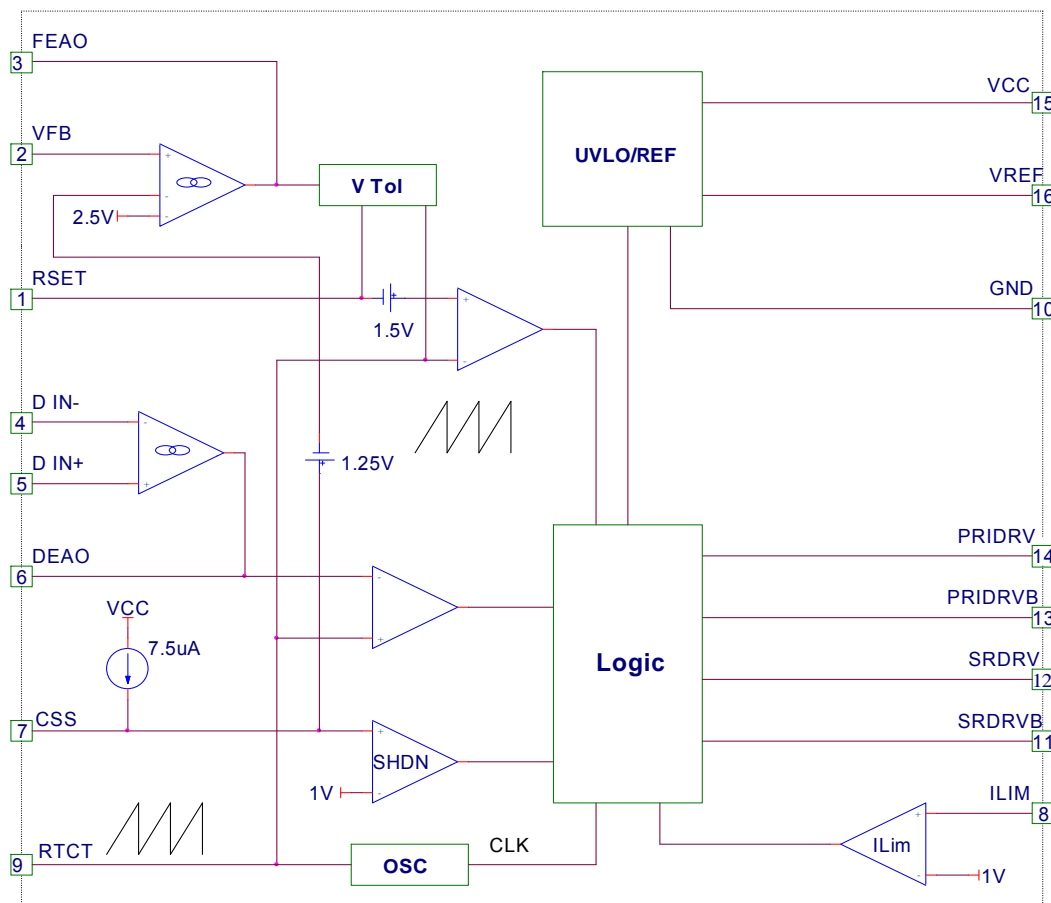 FEAO
3
VCC
15
VFB
2
UVLO/REF
V Tol
VREF
16
2.5V
RSET
1
GND
10
1.5V
D IN-
4
1.25V
D IN+
5
DEAO
6
PRIDRV
14
VCC
PRIDRVB
13
7.5uA
Logic
SRDRV
12
CSS
7
SRDRVB
11
SHDN
1V
ILIM
8
RTCT
9
CLK
OSC
ILim
1V
+
-
-
+
-
-
+
-
+
+
-
+
-